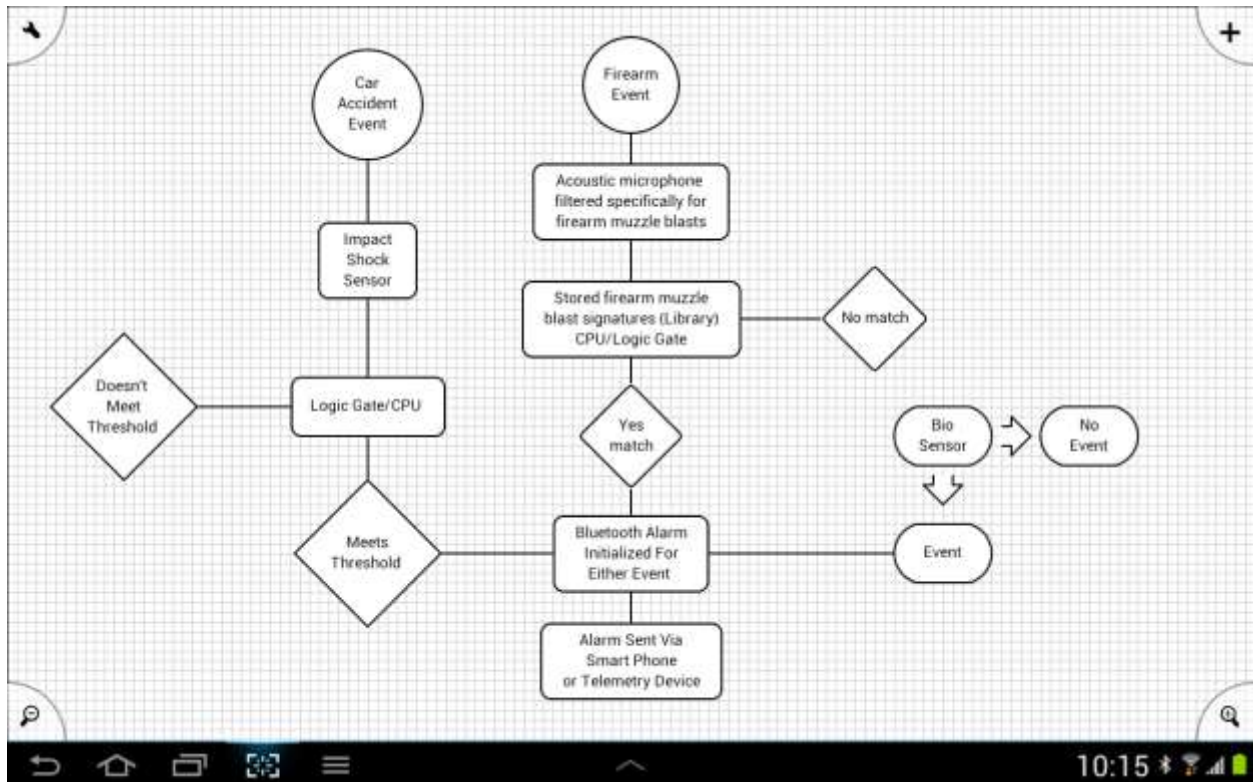 Car
Accident
Event
Impact
Shock
Sensor
Logic Gate/CPU
Doesn't
Meet
Threshold
Meets
Threshold
Firearm
Event
Acoustic microphone
filtered specifically for
firearm muzzle blasts
Stored firearm muzzle
blast signatures (Library)
CPU/Logic Gate
No match
Yes
match
Bluetooth Alarm
Initialized For
Either Event
Alarm Sent Via
Smart Phone
or Telemetry Device
Bio
Sensor
No
Event
Event
10:15